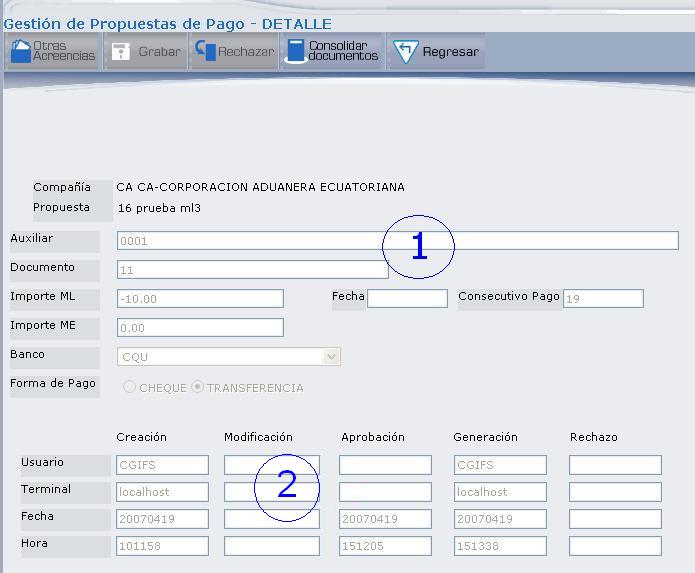 Gestión de Propuestas de Pago - DETALLE
Otras Acreencias Grabar Rechazar Consolidar documentos Regresar
Compañía CA CA-CORPORACION ADUANERA ECUATORIANA
Propuesta 16 prueba ml3
Auxiliar 0001 1
Documento 11
Importe ML -10.00 Fecha Consecutivo Pago 19
Importe ME 0.00
Banco CQU
Forma de Pago CHEQUE TRANSFERENCIA
Creación Modificación Aprobación Generación Rechazo
Usuario CGIFS CGIFS
Terminal localhost 2 localhost
Fecha 20070419 20070419 20070419
Hora 101158 151205 151338